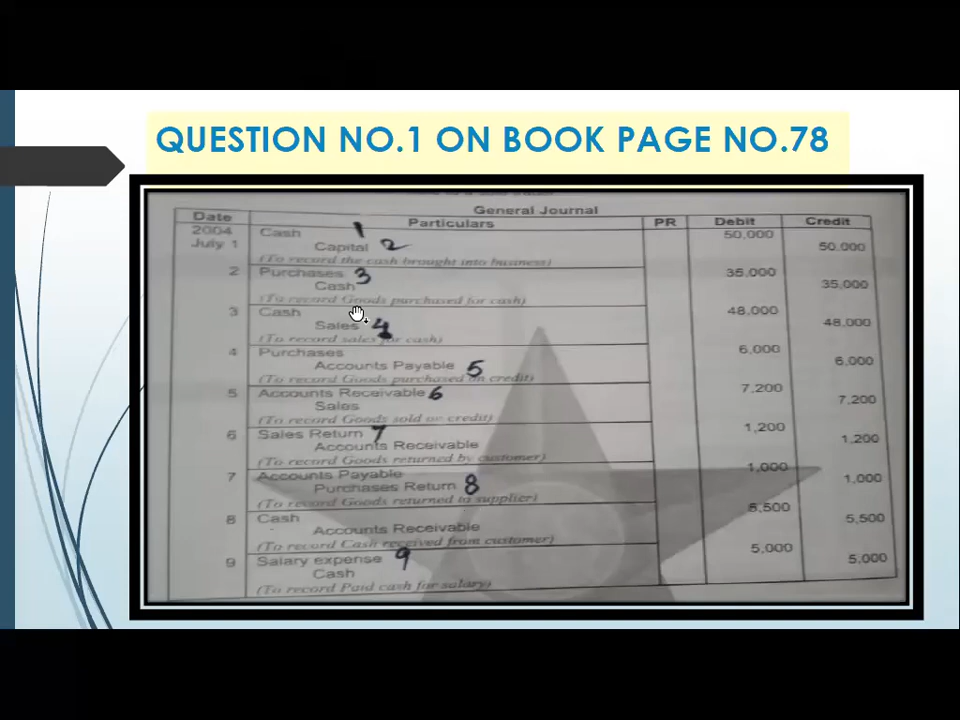 QUESTION NO.1 ON BOOK PAGE NO.78
General Journal
Date Particulars PR Debit Credit
2004
July 1 Cash 1 50,000
Capital 2 50,000
(To record the cash brought into business)
2 Purchases 3 35,000
Cash 35,000
(To record Goods purchased for cash)
3 Cash 48,000
Sales 4 48,000
(To record sales for cash)
4 Purchases 6,000
Accounts Payable 5 6,000
(To record Goods purchased on credit)
5 Accounts Receivable 6 7,200
Sales 7,200
(To record Goods sold on credit)
6 Sales Return 7 1,200
Accounts Receivable 1,200
(To record Goods returned by customer)
7 Accounts Payable 1,000
Purchases Return 8 1,000
(To record Goods returned to supplier)
8 Cash 5,500
Accounts Receivable 5,500
(To record Cash received from customer)
9 Salary expense 9 5,000
Cash 5,000
(To record Paid cash for salary)